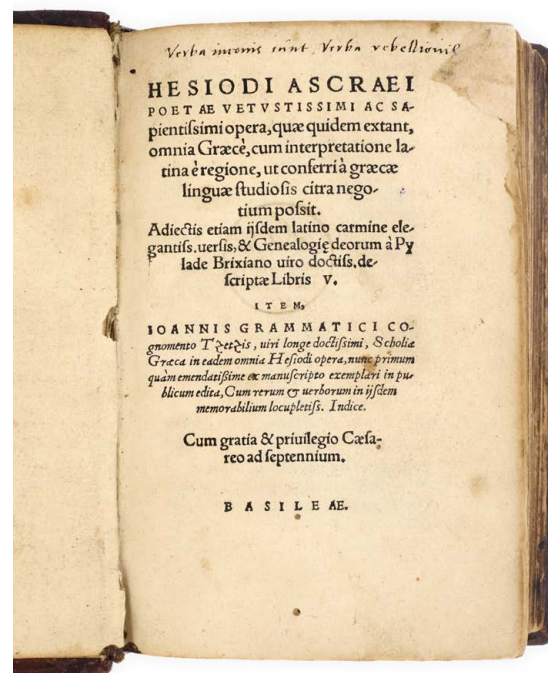 Verba sunt, Verba rebellionis
HESIODI ASCRAEI
POETAE VETVSTISSIMI AC SA-
pientiſsimi opera, quæ quidem extant,
omnia Græcè, cum interpretatione la-
tina è regione, ut conferri à græcæ
linguæ ſtudioſis citra nego-
tium poſsit.
Adiectis etiam ijſdem latino carmine ele-
gantiſs. uerſis, & Genealogię deorum à Py
lade Brixiano uiro doctiſs. de-
ſcriptæ Libris V.
ITEM,
IOANNIS GRAMMATICI CO-
gnomento Tzetzis, uiri longe doctiſsimi, Scholia
Græca in eadem omnia Heſiodi opera, nunc primum
quàm emendatiſsime ex manuſcripto exemplari in pu-
blicum edita, Cum rerum & uerborum in ijſdem
memorabilium locupletiſs. Indice.
Cum gratia & priuilegio Cæſa-
reo ad ſeptennium.
BASILEAE.